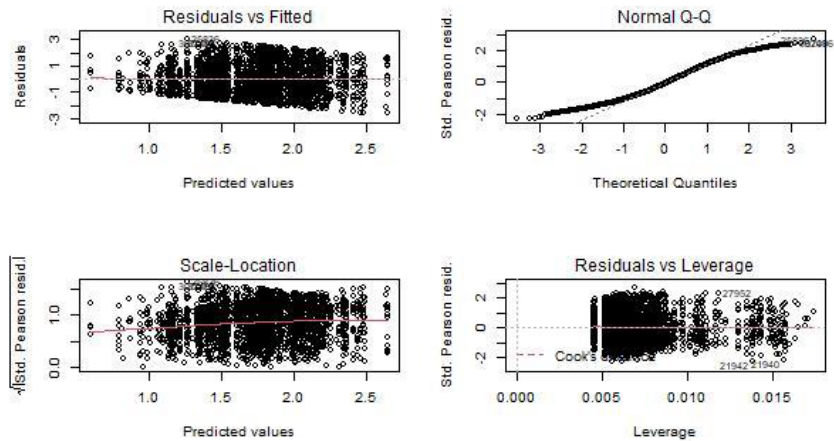 Residuals vs Fitted
Residuals
3
1
-1
-3
1.0 1.5 2.0 2.5
Predicted values
Normal Q-Q
Std. Pearson resid.
2
0
-2
-3 -2 -1 0 1 2 3
Theoretical Quantiles
Scale-Location
√|Std. Pearson resid.|
1.0
0.0
1.0 1.5 2.0 2.5
Predicted values
Residuals vs Leverage
Std. Pearson resid.
2
0
-2
27952
Cook's
21942 21940
0.000 0.005 0.010 0.015
Leverage